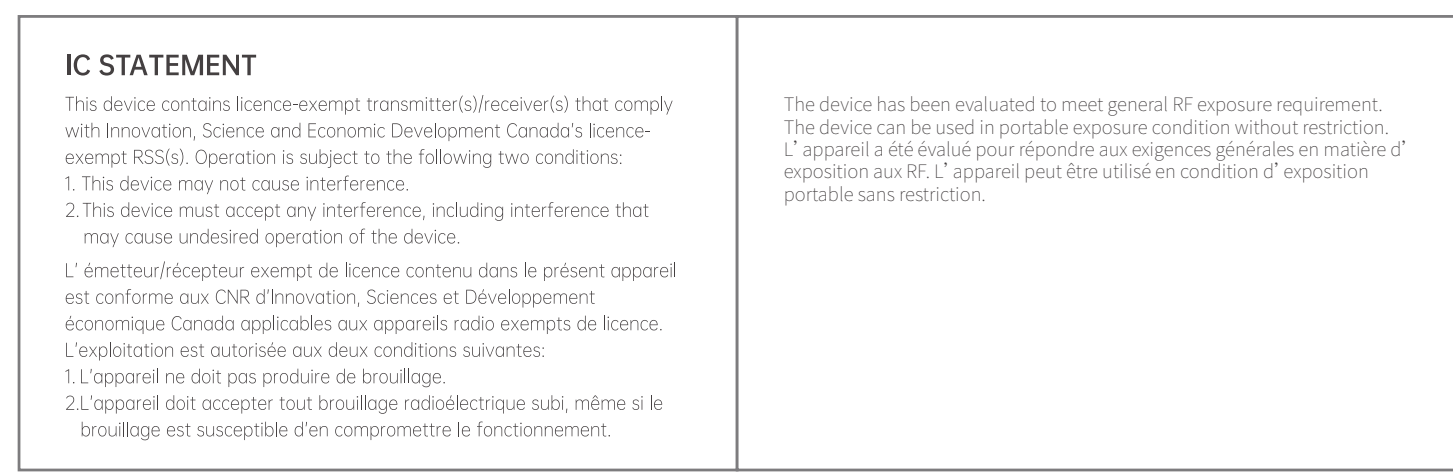 IC STATEMENT
This device contains licence-exempt transmitter(s)/receiver(s) that comply
with Innovation, Science and Economic Development Canada's licence-
exempt RSS(s). Operation is subject to the following two conditions:
1. This device may not cause interference.
2. This device must accept any interference, including interference that
may cause undesired operation of the device.
L' émetteur/récepteur exempt de licence contenu dans le présent appareil
est conforme aux CNR d'Innovation, Sciences et Développement
économique Canada applicables aux appareils radio exempts de licence.
L'exploitation est autorisée aux deux conditions suivantes:
1. L'appareil ne doit pas produire de brouillage.
2.L'appareil doit accepter tout brouillage radioélectrique subi, même si le
brouillage est susceptible d'en compromettre le fonctionnement.
The device has been evaluated to meet general RF exposure requirement.
The device can be used in portable exposure condition without restriction.
L’ appareil a été évalué pour répondre aux exigences générales en matière d’
exposition aux RF. L’ appareil peut être utilisé en condition d’ exposition
portable sans restriction.